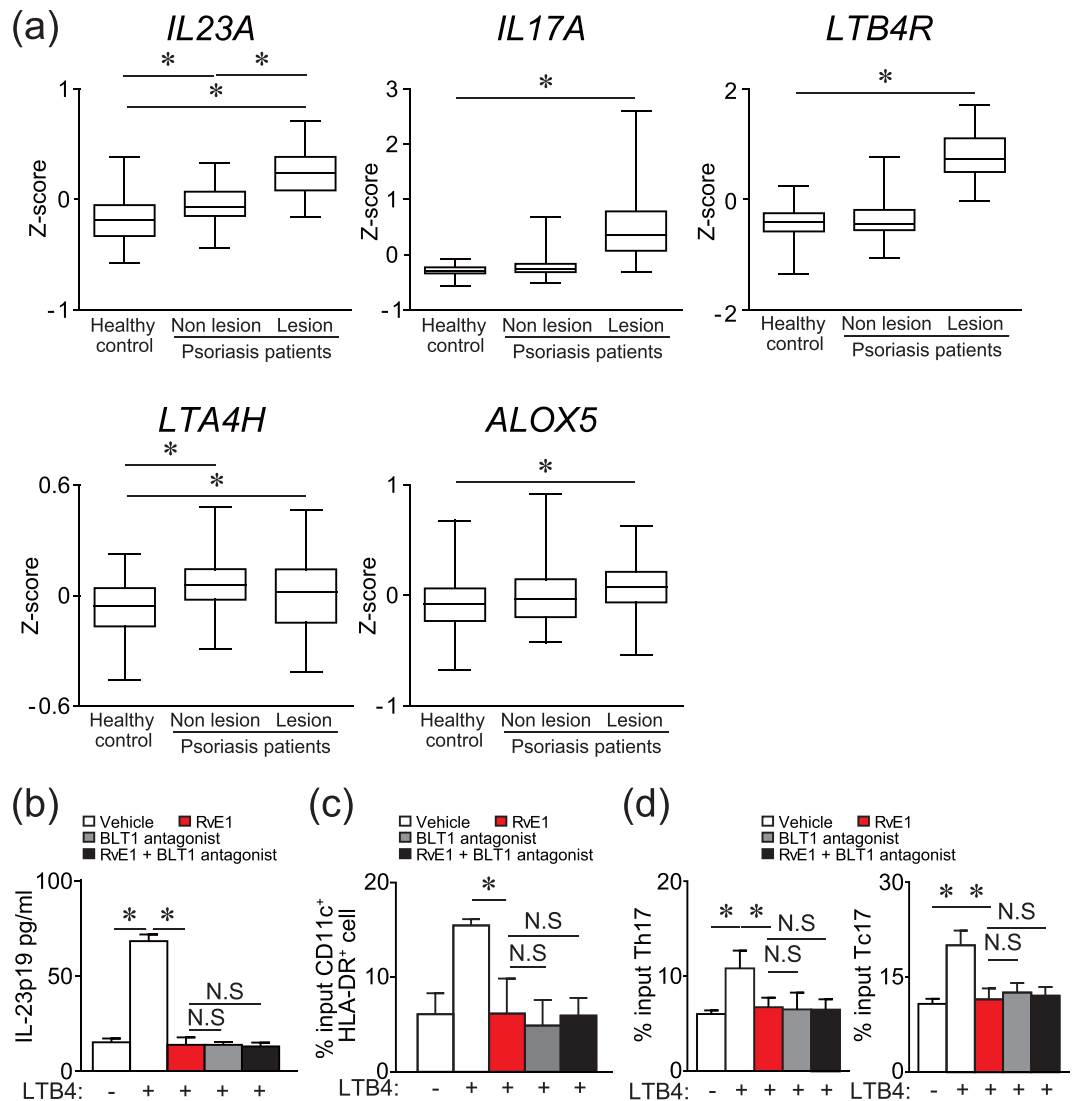 (a)
IL23A
* *
*
1
0
-1
Z-score
Healthy control
Non lesion
Lesion
Psoriasis patients
IL17A
*
3
2
1
0
-1
Z-score
Healthy control
Non lesion
Lesion
Psoriasis patients
LTB4R
*
2
0
-2
Z-score
Healthy control
Non lesion
Lesion
Psoriasis patients
LTA4H
*
*
0.6
0
-0.6
Z-score
Healthy control
Non lesion
Lesion
Psoriasis patients
ALOX5
*
1
0
-1
Z-score
Healthy control
Non lesion
Lesion
Psoriasis patients
(b)
Vehicle RvE1
BLT1 antagonist
RvE1 + BLT1 antagonist
100
50
0
IL-23p19 pg/ml
* *
N.S
N.S
LTB4: - + + + +
(c)
Vehicle RvE1
BLT1 antagonist
RvE1 + BLT1 antagonist
20
10
0
% input CD11c+
HLA-DR+ cell
*
N.S
N.S
LTB4: - + + + +
(d)
Vehicle RvE1
BLT1 antagonist
RvE1 + BLT1 antagonist
20
10
0
% input Th17
* *
N.S
N.S
LTB4: - + + + +
30
15
0
% input Tc17
* *
N.S
N.S
- + + + +